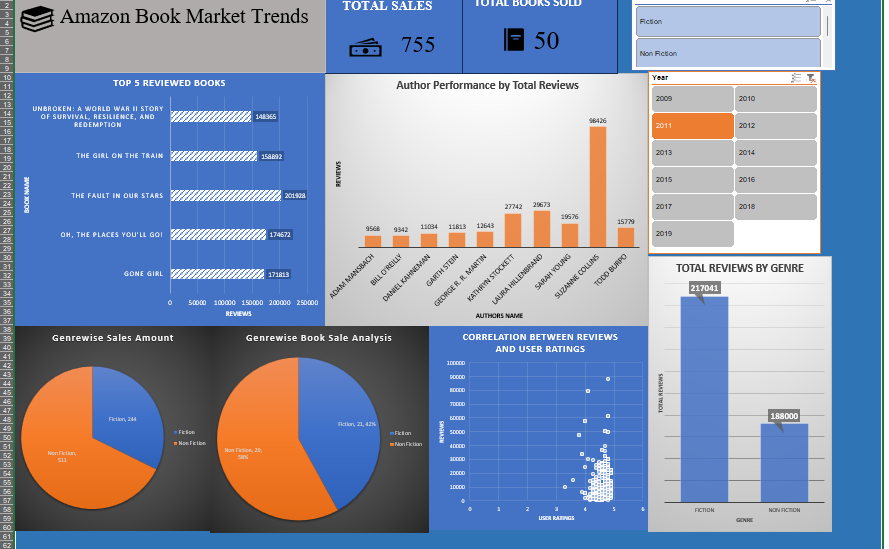 Amazon Book Market Trends
TOTAL SALES
755
TOTAL BOOKS SOLD
50
Fiction
Non Fiction
Year
2009
2010
2011
2012
2013
2014
2015
2016
2017
2018
2019
TOP 5 REVIEWED BOOKS
BOOK NAME
UNBROKEN: A WORLD WAR II STORY
OF SURVIVAL, RESILIENCE, AND
REDEMPTION
148365
THE GIRL ON THE TRAIN
158892
THE FAULT IN OUR STARS
201928
OH, THE PLACES YOU'LL GO!
174672
GONE GIRL
171813
0 50000 100000 150000 200000 250000
REVIEWS
Author Performance by Total Reviews
REVIEWS
9568
9342
11034
11813
12643
27742
29673
19576
98426
15779
ADAM MANSBACH
BILL O'REILLY
DANIEL KAHNEMAN
GARTH STEIN
GEORGE R. R. MARTIN
KATHRYN STOCKETT
LAURA HILLENBRAND
SARAH YOUNG
SUZANNE COLLINS
TODD BURPO
AUTHORS NAME
TOTAL REVIEWS BY GENRE
TOTAL REVIEWS
217041
188000
FICTION
NON FICTION
GENRE
Genrewise Sales Amount
Fiction, 244
Non Fiction,
511
Fiction
Non Fiction
Genrewise Book Sale Analysis
Fiction, 21, 42%
Non Fiction, 29,
58%
Fiction
Non Fiction
CORRELATION BETWEEN REVIEWS
AND USER RATINGS
REVIEWS
100000
90000
80000
70000
60000
50000
40000
30000
20000
10000
0
0 1 2 3 4 5 6
USER RATINGS